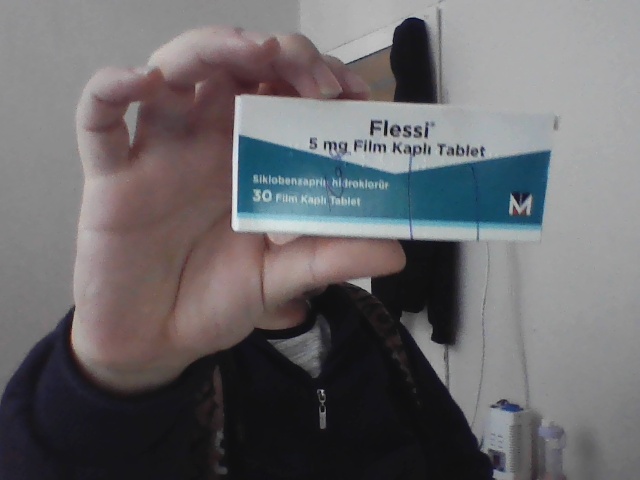 Flessi®
5 mg Film Kaplı Tablet
Siklobenzaprin hidroklorür
30 Film Kaplı Tablet
M